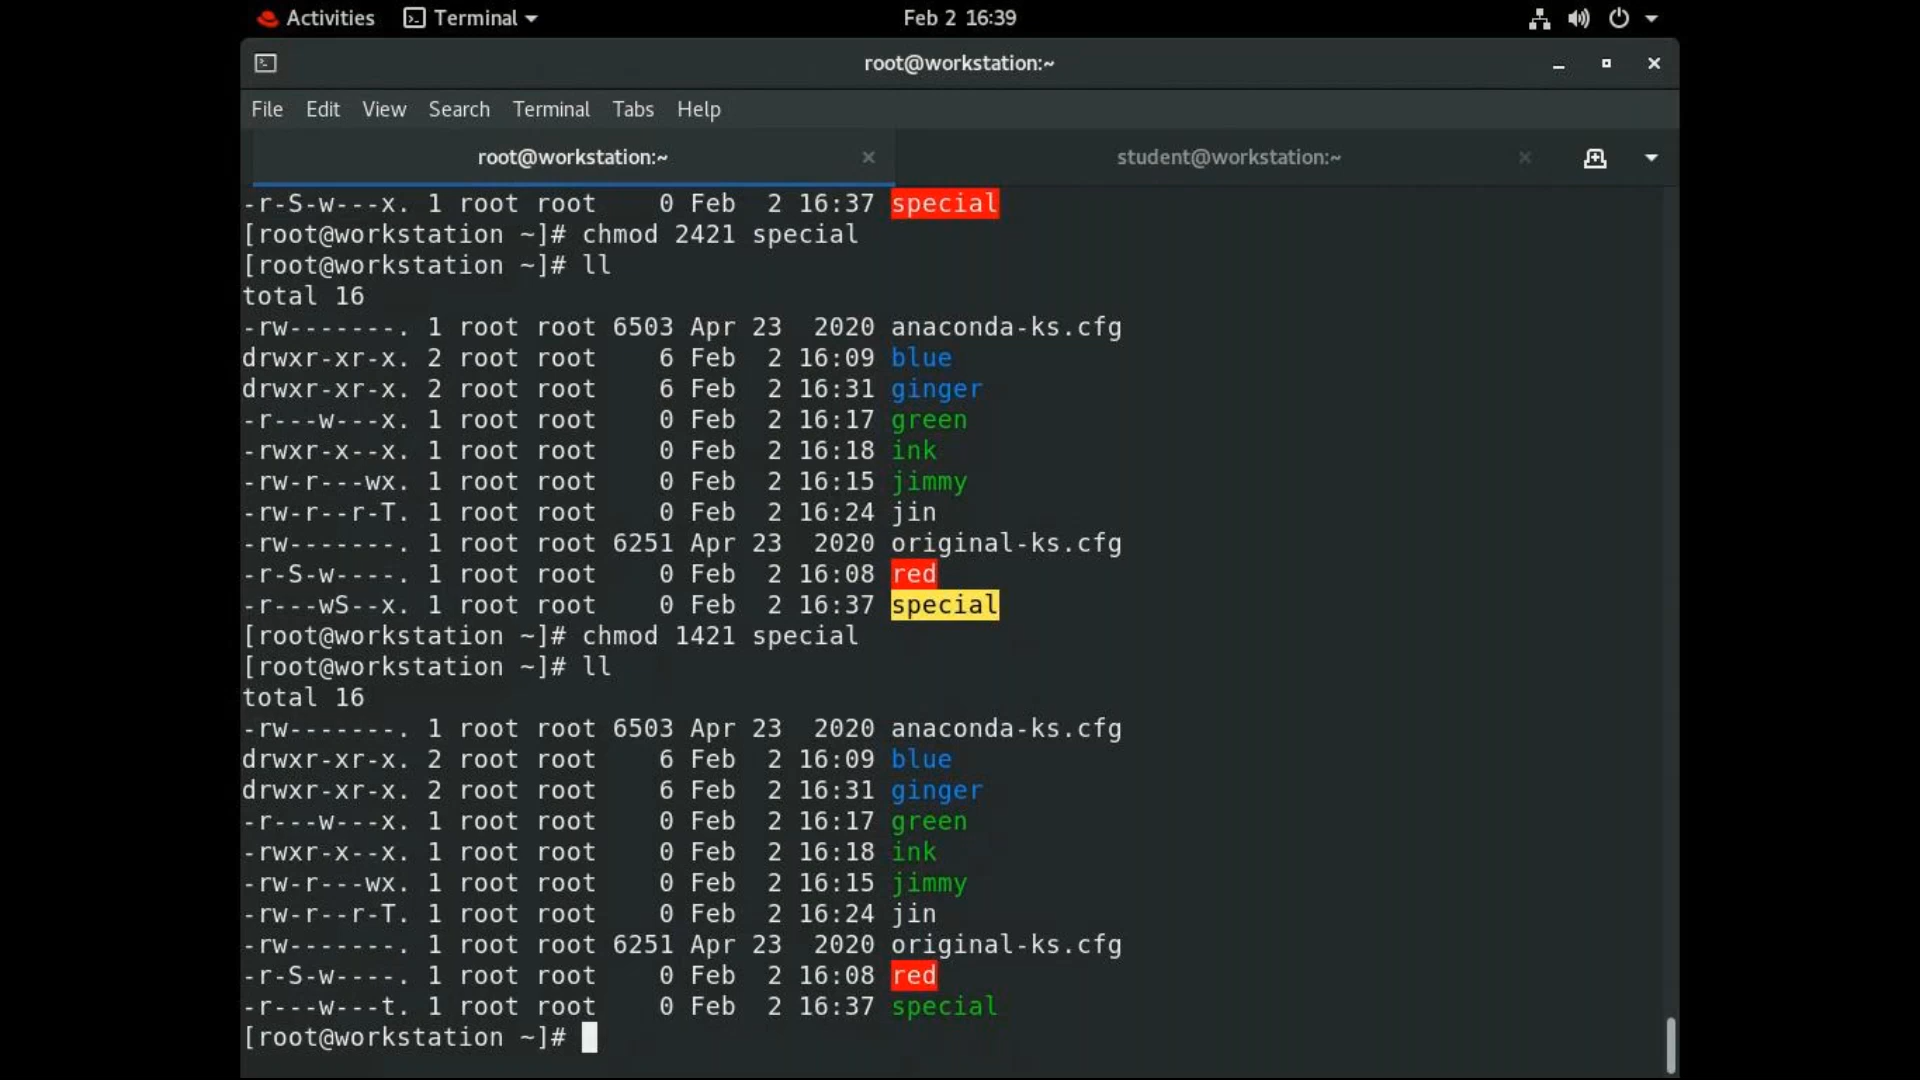 Activities Terminal Feb 2 16:39
root@workstation:~
File Edit View Search Terminal Tabs Help
root@workstation:~ student@workstation:~
-r-S-w---x. 1 root root    0 Feb  2 16:37 special
[root@workstation ~]# chmod 2421 special
[root@workstation ~]# ll
total 16
-rw-------. 1 root root 6503 Apr 23  2020 anaconda-ks.cfg
drwxr-xr-x. 2 root root    6 Feb  2 16:09 blue
drwxr-xr-x. 2 root root    6 Feb  2 16:31 ginger
-r---w---x. 1 root root    0 Feb  2 16:17 green
-rwxr-x--x. 1 root root    0 Feb  2 16:18 ink
-rw-r---wx. 1 root root    0 Feb  2 16:15 jimmy
-rw-r--r-T. 1 root root    0 Feb  2 16:24 jin
-rw-------. 1 root root 6251 Apr 23  2020 original-ks.cfg
-r-S-w----. 1 root root    0 Feb  2 16:08 red
-r---wS--x. 1 root root    0 Feb  2 16:37 special
[root@workstation ~]# chmod 1421 special
[root@workstation ~]# ll
total 16
-rw-------. 1 root root 6503 Apr 23  2020 anaconda-ks.cfg
drwxr-xr-x. 2 root root    6 Feb  2 16:09 blue
drwxr-xr-x. 2 root root    6 Feb  2 16:31 ginger
-r---w---x. 1 root root    0 Feb  2 16:17 green
-rwxr-x--x. 1 root root    0 Feb  2 16:18 ink
-rw-r---wx. 1 root root    0 Feb  2 16:15 jimmy
-rw-r--r-T. 1 root root    0 Feb  2 16:24 jin
-rw-------. 1 root root 6251 Apr 23  2020 original-ks.cfg
-r-S-w----. 1 root root    0 Feb  2 16:08 red
-r---w---t. 1 root root    0 Feb  2 16:37 special
[root@workstation ~]#